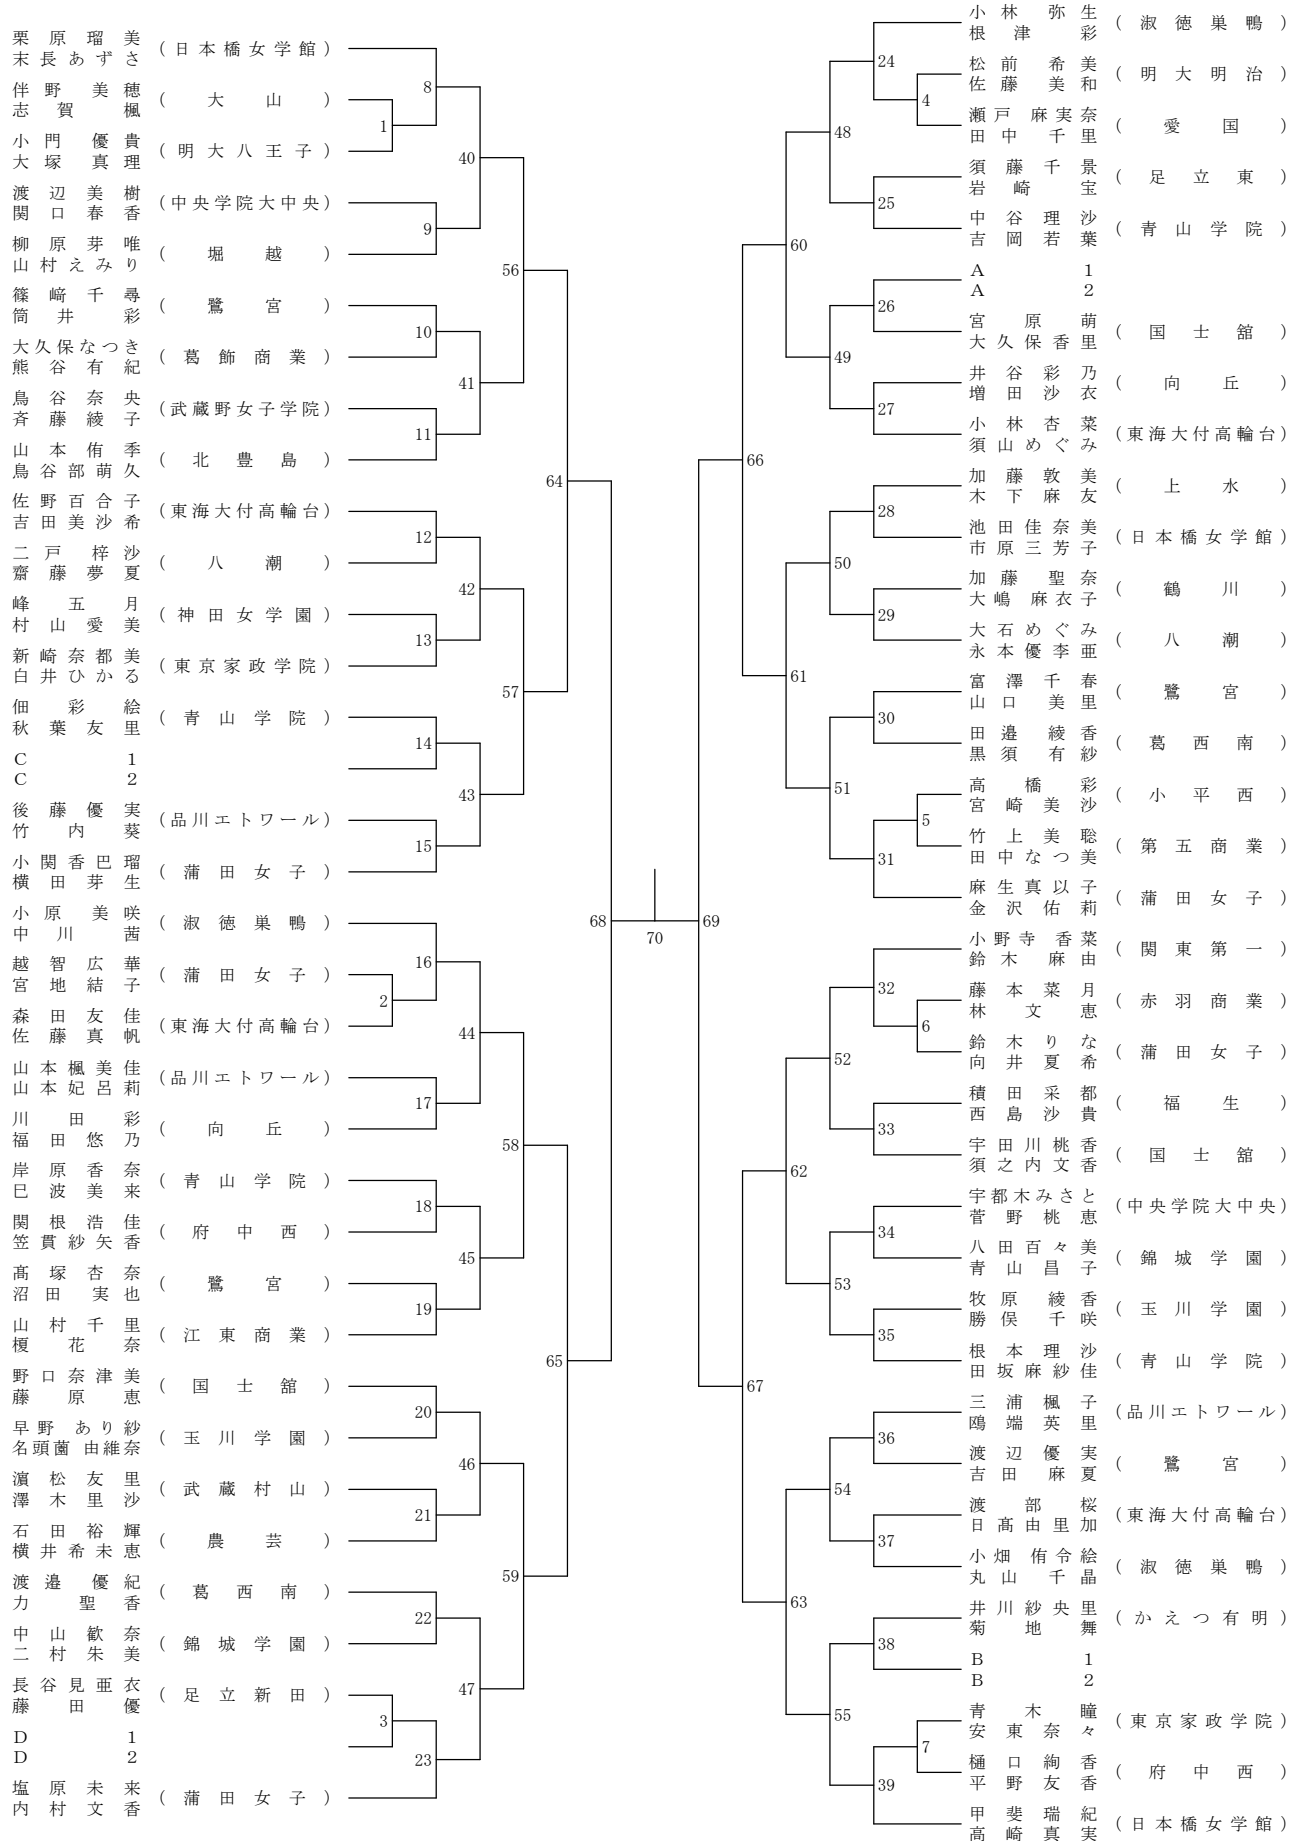 栗原瑠美
末長あずさ
(日本橋女学館)
伴野美穂
志賀楓
(大山)
小門優貴
大塚真理
(明大八王子)
渡辺美樹
関口春香
(中央学院大中央)
柳原芽唯
山村えみり
(堀越)
篠﨑千尋
筒井彩
(鷺宮)
大久保なつき
熊谷有紀
(葛飾商業)
鳥谷奈央
斉藤綾子
(武蔵野女子学院)
山本侑季
鳥谷部萌久
(北豊島)
佐野百合子
吉田美沙希
(東海大付高輪台)
二戸梓沙
齋藤夢夏
(八潮)
峰五月
村山愛美
(神田女学園)
新崎奈都美
白井ひかる
(東京家政学院)
佃彩絵
秋葉友里
(青山学院)
C 1
C 2
後藤優実
竹内葵
(品川エトワール)
小関香巴瑠
横田芽生
(蒲田女子)
小原美咲
中川茜
(淑徳巣鴨)
越智広華
宮地結子
(蒲田女子)
森田友佳
佐藤真帆
(東海大付高輪台)
山本楓美佳
山本妃呂莉
(品川エトワール)
川田彩
福田悠乃
(向丘)
岸原香奈
巳波美来
(青山学院)
関根浩佳
笠貫紗矢香
(府中西)
髙塚杏奈
沼田実也
(鷺宮)
山村千里
榎花奈
(江東商業)
野口奈津美
藤原恵
(国士舘)
早野あり紗
名頭薗由維奈
(玉川学園)
濵松友里
澤木里沙
(武蔵村山)
石田裕輝
横井希未恵
(農芸)
渡邉優紀
力聖香
(葛西南)
中山歓奈
二村朱美
(錦城学園)
長谷見亜衣
藤田優
(足立新田)
D 1
D 2
塩原未来
内村文香
(蒲田女子)
1
2
3
8
9
10
11
12
13
14
15
16
17
18
19
20
21
22
23
40
41
42
43
44
45
46
47
56
57
58
59
64
65
68
70
69
66
67
60
61
62
63
48
49
50
51
52
53
54
55
24
25
26
27
28
29
30
31
32
33
34
35
36
37
38
39
4
5
6
7
小林弥生
根津彩
(淑徳巣鴨)
松前希美
佐藤美和
(明大明治)
瀬戸麻実奈
田中千里
(愛国)
須藤千景
岩崎宝
(足立東)
中谷理沙
吉岡若葉
(青山学院)
A 1
A 2
宮原萌
大久保香里
(国士舘)
井谷彩乃
増田沙衣
(向丘)
小林杏菜
須山めぐみ
(東海大付高輪台)
加藤敦美
木下麻友
(上水)
池田佳奈美
市原三芳子
(日本橋女学館)
加藤聖奈
大嶋麻衣子
(鶴川)
大石めぐみ
永本優李亜
(八潮)
富澤千春
山口美里
(鷺宮)
田邉綾香
黒須有紗
(葛西南)
高橋彩
宮崎美沙
(小平西)
竹上美聡
田中なつ美
(第五商業)
麻生真以子
金沢佑莉
(蒲田女子)
小野寺香菜
鈴木麻由
(関東第一)
藤本菜月
林文恵
(赤羽商業)
鈴木りな
向井夏希
(蒲田女子)
積田采都
西島沙貴
(福生)
宇田川桃香
須之内文香
(国士舘)
宇都木みさと
菅野桃恵
(中央学院大中央)
八田百々美
青山昌子
(錦城学園)
牧原綾香
勝俣千咲
(玉川学園)
根本理沙
田坂麻紗佳
(青山学院)
三浦楓子
鴎端英里
(品川エトワール)
渡辺優実
吉田麻夏
(鷺宮)
渡部桜
日髙由里加
(東海大付高輪台)
小畑侑令絵
丸山千晶
(淑徳巣鴨)
井川紗央里
菊地舞
(かえつ有明)
B 1
B 2
青木瞳
安東奈々
(東京家政学院)
樋口絢香
平野友香
(府中西)
甲斐瑞紀
高崎真実
(日本橋女学館)